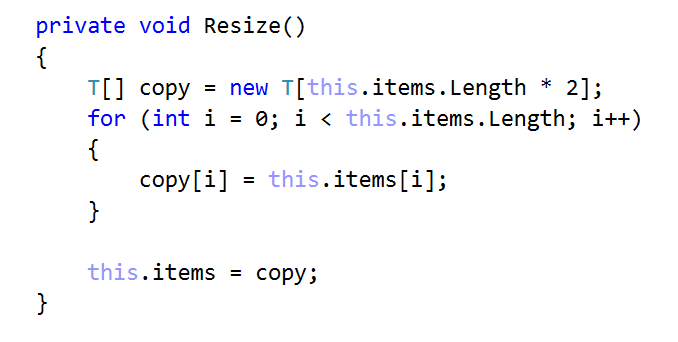 private void Resize()
{
    T[] copy = new T[this.items.Length * 2];
    for (int i = 0; i < this.items.Length; i++)
    {
        copy[i] = this.items[i];
    }

    this.items = copy;
}